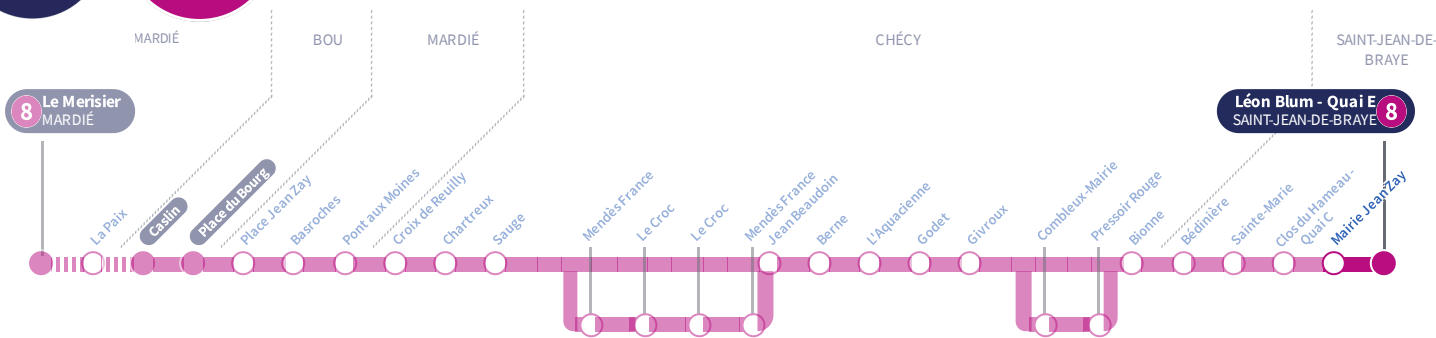 MARDIÉ
BOU
MARDIÉ
CHÉCY
SAINT-JEAN-DE-
BRAYE
8
Le Merisier
MARDIÉ
Léon Blum - Quai E
SAINT-JEAN-DE-BRAYE
8
La Paix
Caslin
Place du Bourg
Place Jean Zay
Basroches
Pont aux Moines
Croix de Reuilly
Chartreux
Sauge
Mendès France
Le Croc
Le Croc
Mendès France
Jean Beaudoin
Berne
L'Aquacienne
Godet
Givroux
Combleux-Mairie
Pressoir Rouge
Bionne
Bédinière
Sainte-Marie
Clos du Hameau-
Quai C
Mairie Jean Zay